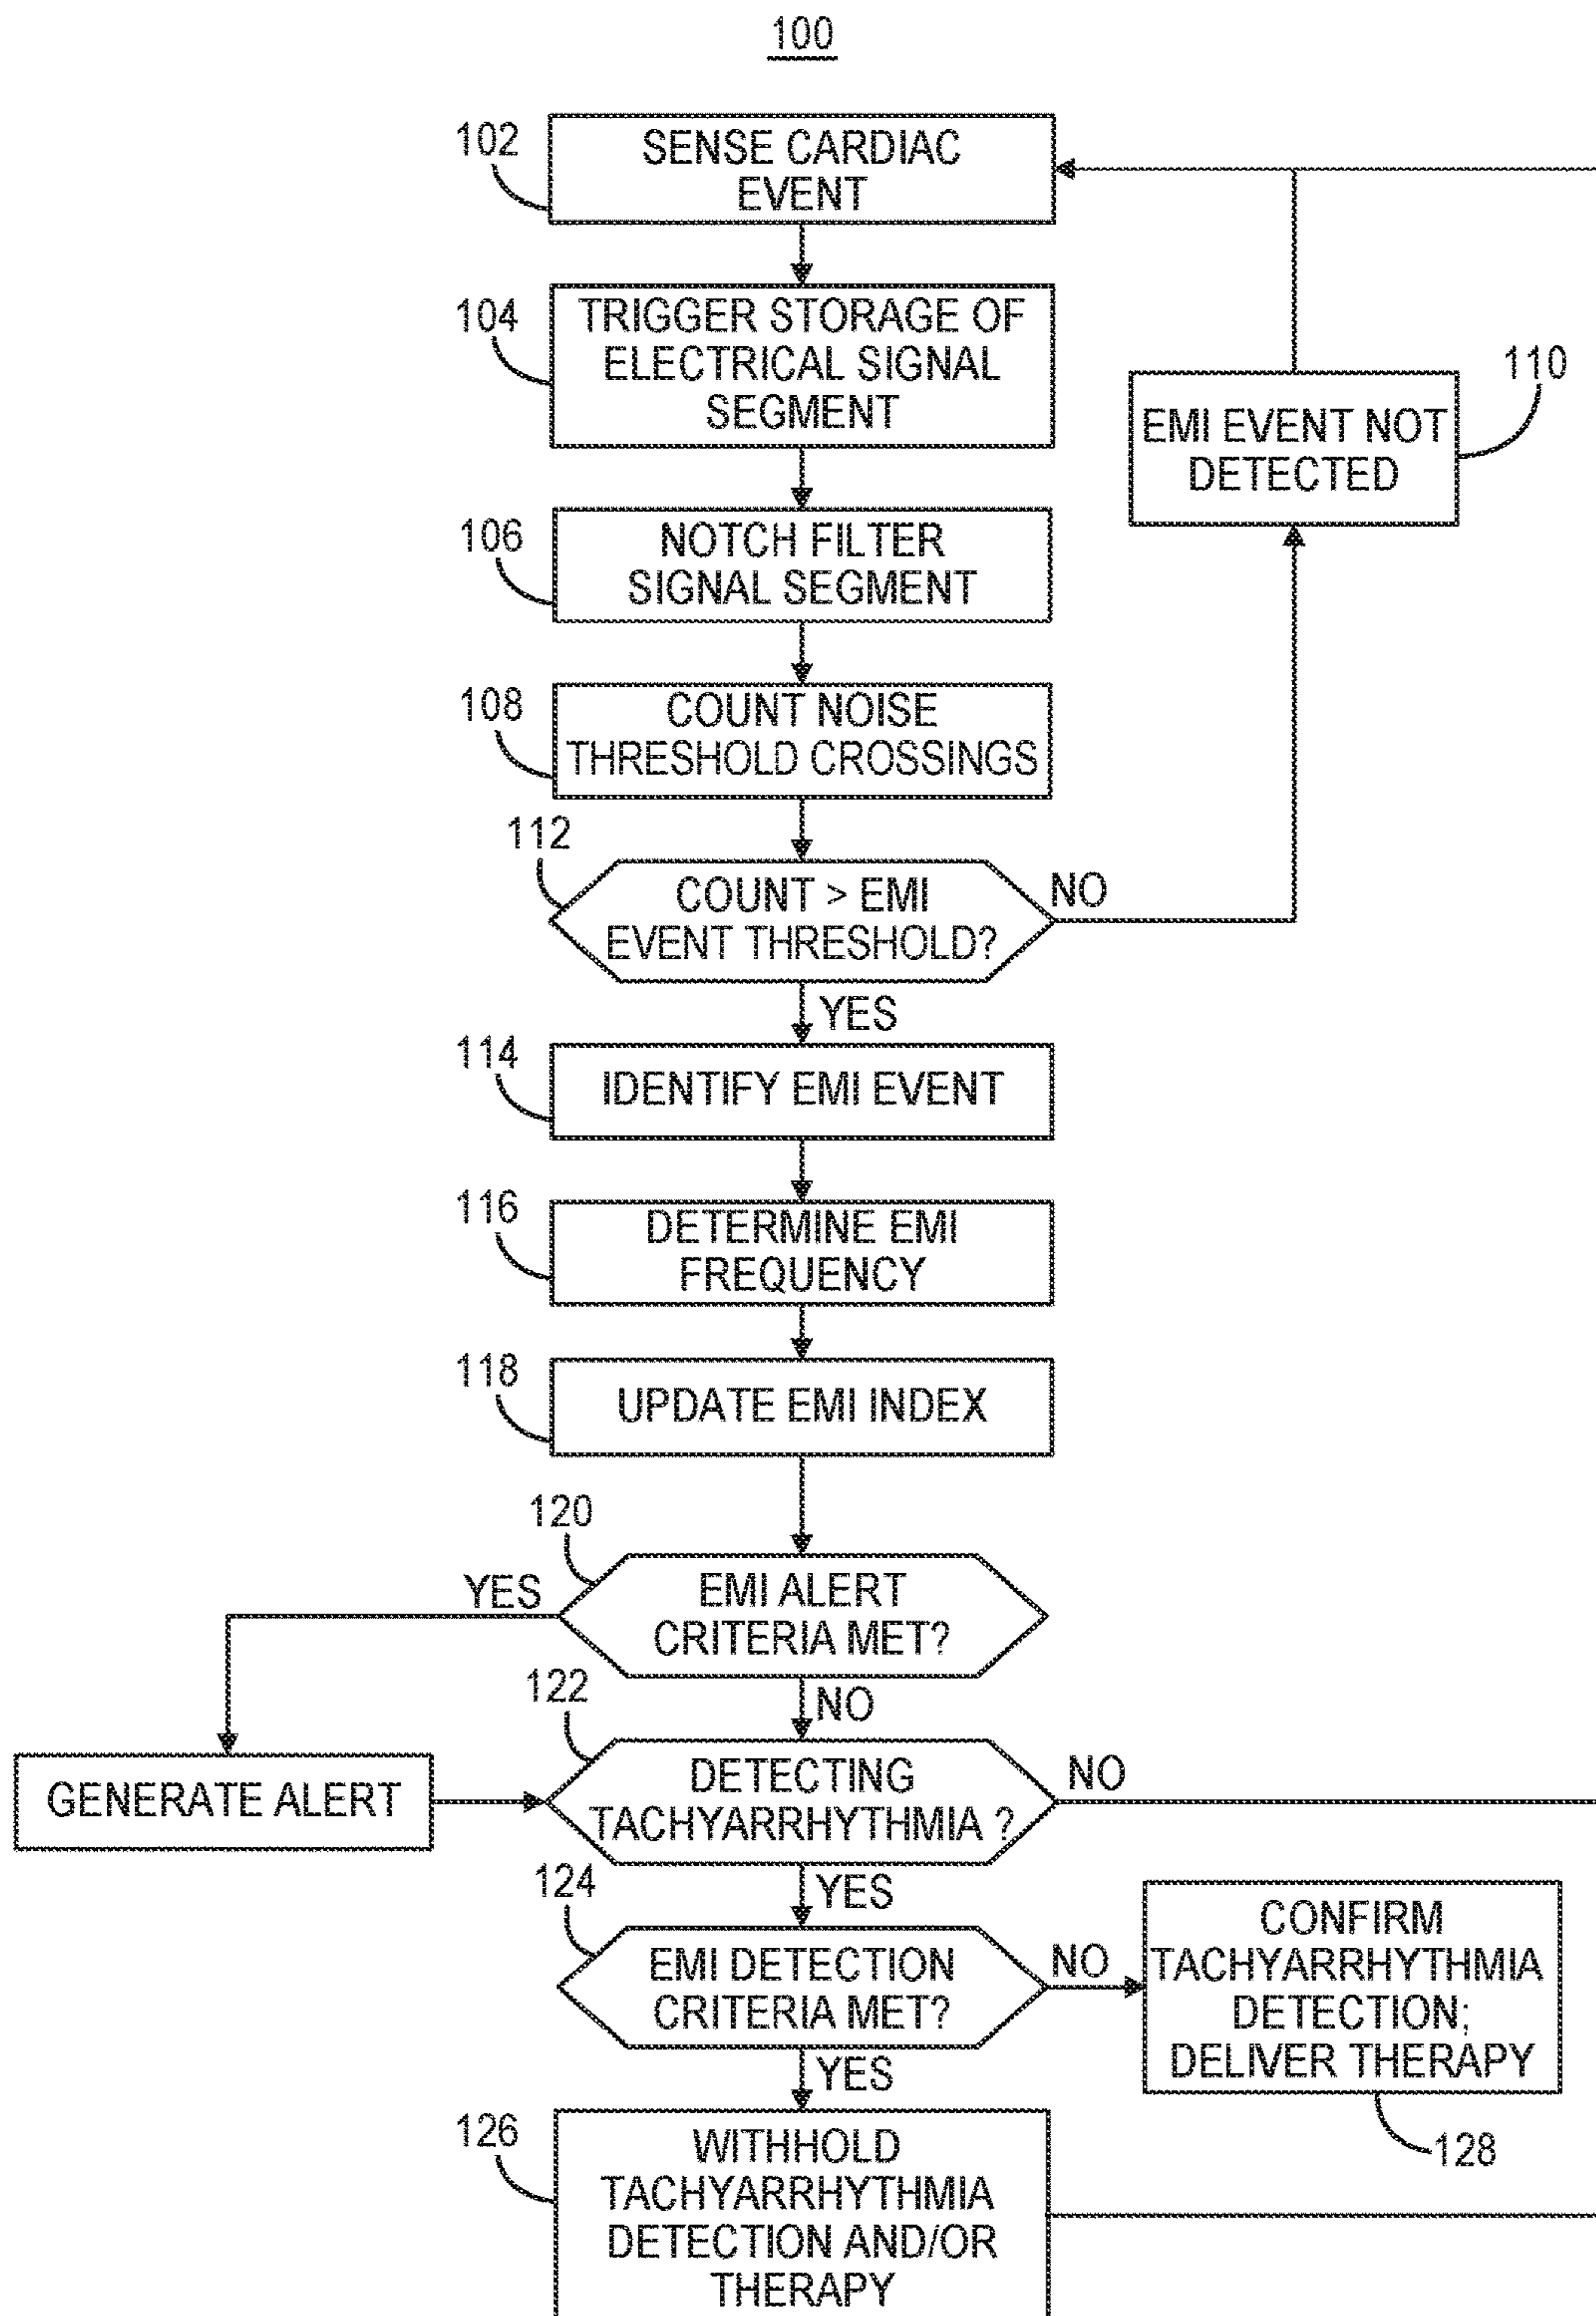 100
102
SENSE CARDIAC
EVENT
104
TRIGGER STORAGE OF
ELECTRICAL SIGNAL
SEGMENT
110
EMI EVENT NOT
DETECTED
106
NOTCH FILTER
SIGNAL SEGMENT
108
COUNT NOISE
THRESHOLD CROSSINGS
112
COUNT > EMI
EVENT THRESHOLD?
NO
YES
114
IDENTIFY EMI EVENT
116
DETERMINE EMI
FREQUENCY
118
UPDATE EMI INDEX
120
YES
EMI ALERT
CRITERIA MET?
NO
122
GENERATE ALERT
DETECTING
TACHYARRHYTHMIA ?
NO
YES
124
EMI DETECTION
CRITERIA MET?
NO
YES
CONFIRM
TACHYARRHYTHMIA
DETECTION;
DELIVER THERAPY
128
126
WITHHOLD
TACHYARRHYTHMIA
DETECTION AND/OR
THERAPY